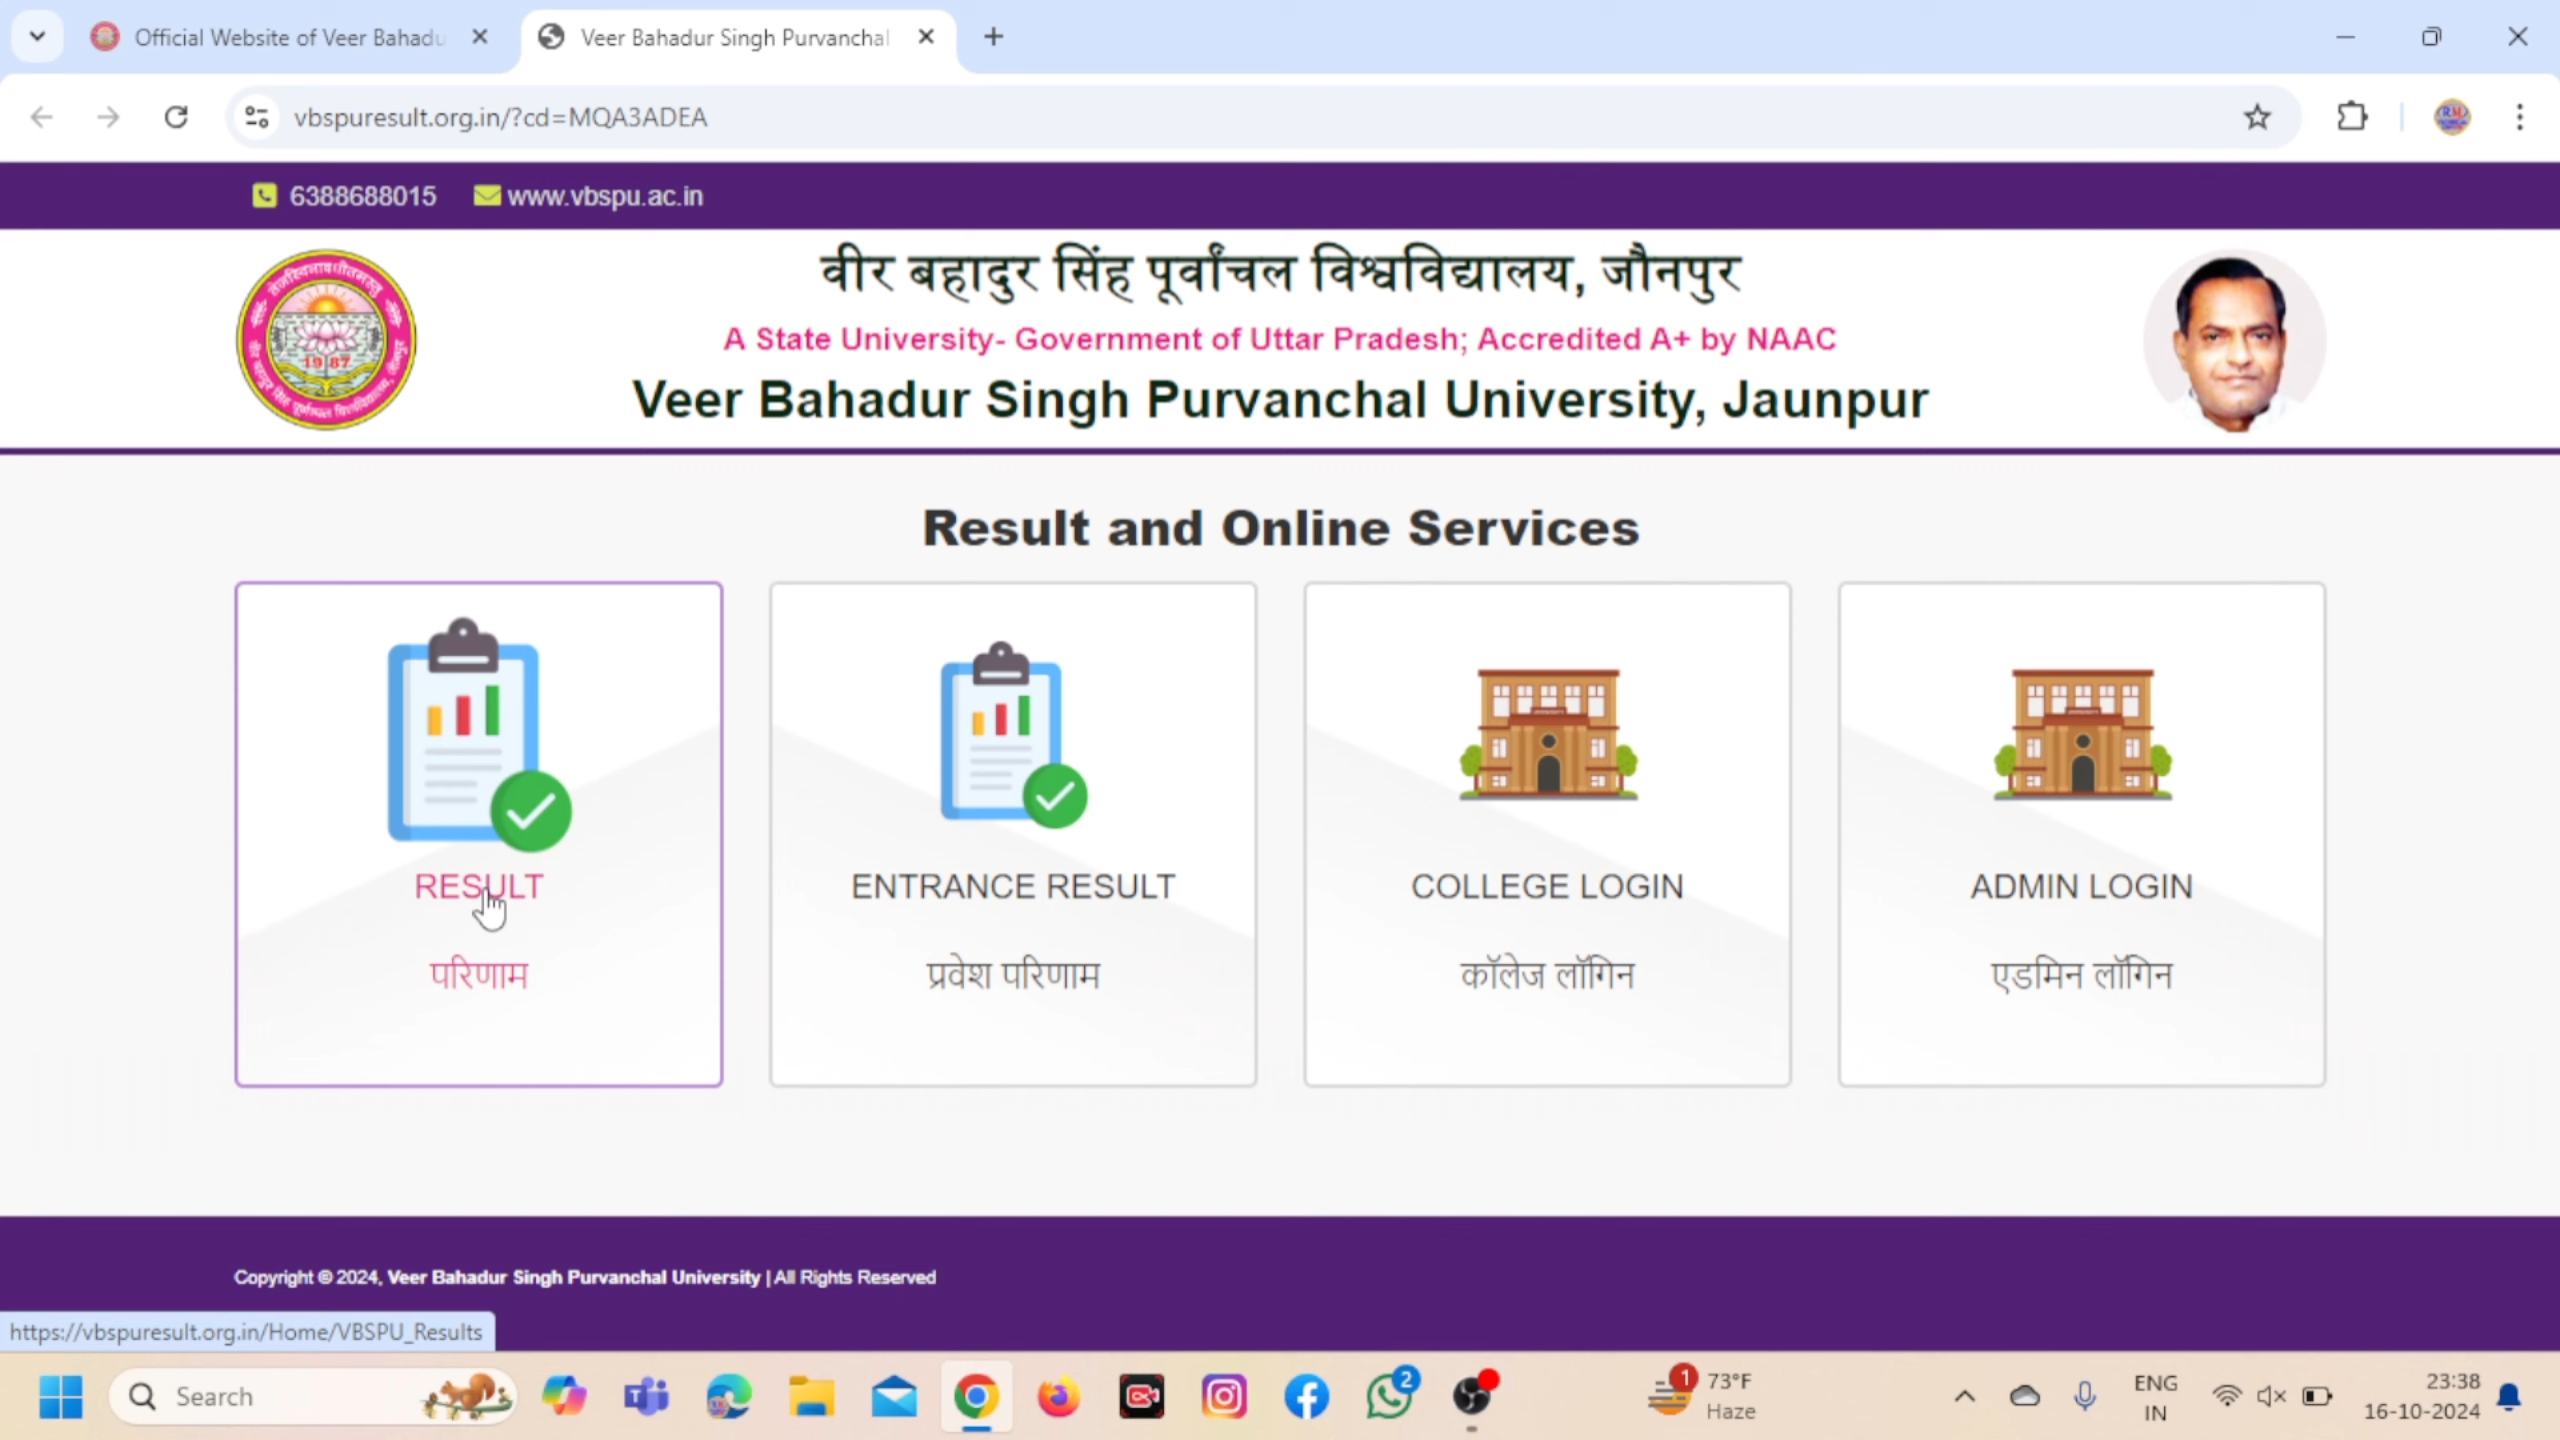 Official Website of Veer Bahadu
Veer Bahadur Singh Purvanchal
vbspuresult.org.in/?cd=MQA3ADEA
6388688015 www.vbspu.ac.in
वीर बहादुर सिंह पूर्वांचल विश्वविद्यालय, जौनपुर
A State University- Government of Uttar Pradesh; Accredited A+ by NAAC
Veer Bahadur Singh Purvanchal University, Jaunpur
1987
Result and Online Services
RESULT
परिणाम
ENTRANCE RESULT
प्रवेश परिणाम
COLLEGE LOGIN
कॉलेज लॉगिन
ADMIN LOGIN
एडमिन लॉगिन
Copyright © 2024, Veer Bahadur Singh Purvanchal University | All Rights Reserved
https://vbspuresult.org.in/Home/VBSPU_Results
Search
2
1
73°F
Haze
ENG
IN
23:38
16-10-2024